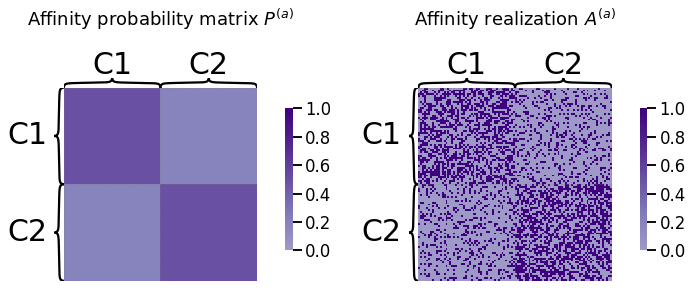 Affinity probability matrix P^(a)
C1 C2
C1
C2
1.0
0.8
0.6
0.4
0.2
0.0
Affinity realization A^(a)
C1 C2
C1
C2
1.0
0.8
0.6
0.4
0.2
0.0